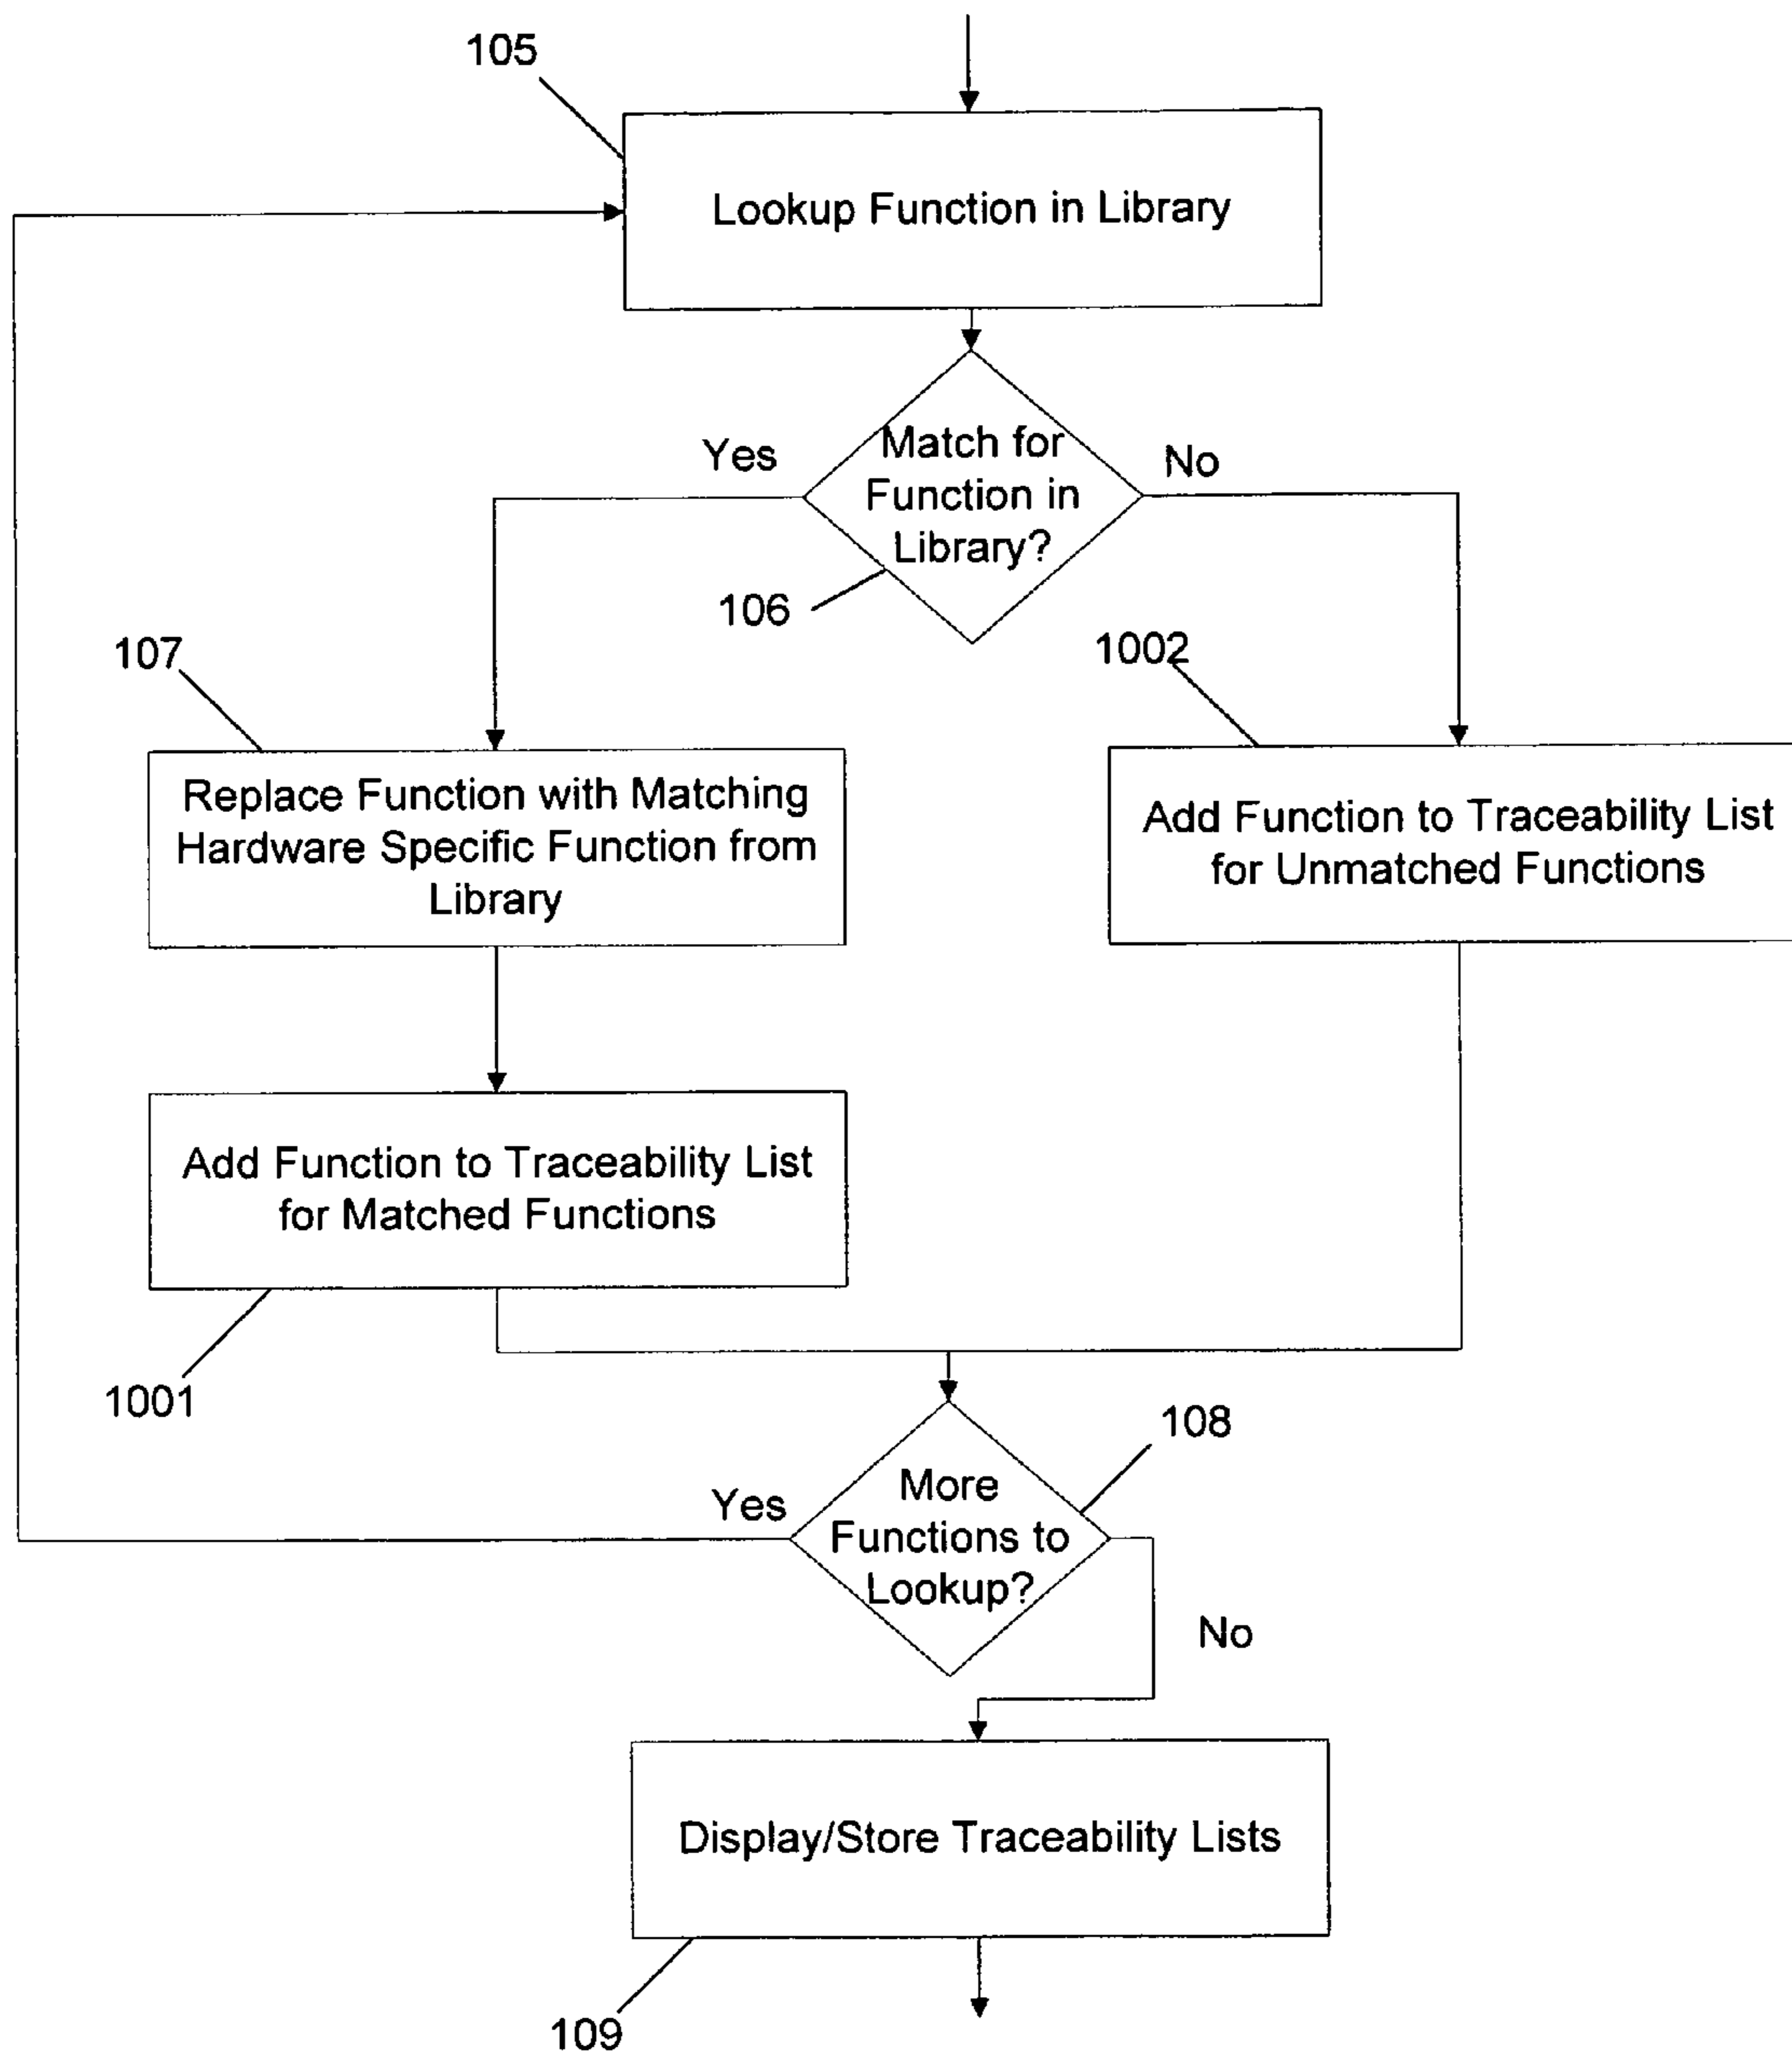 105
Lookup Function in Library
Yes
Match for
Function in
Library?
No
106
107
1002
Replace Function with Matching
Hardware Specific Function from
Library
Add Function to Traceability List
for Unmatched Functions
Add Function to Traceability List
for Matched Functions
1001
108
Yes
More
Functions to
Lookup?
No
Display/Store Traceability Lists
109